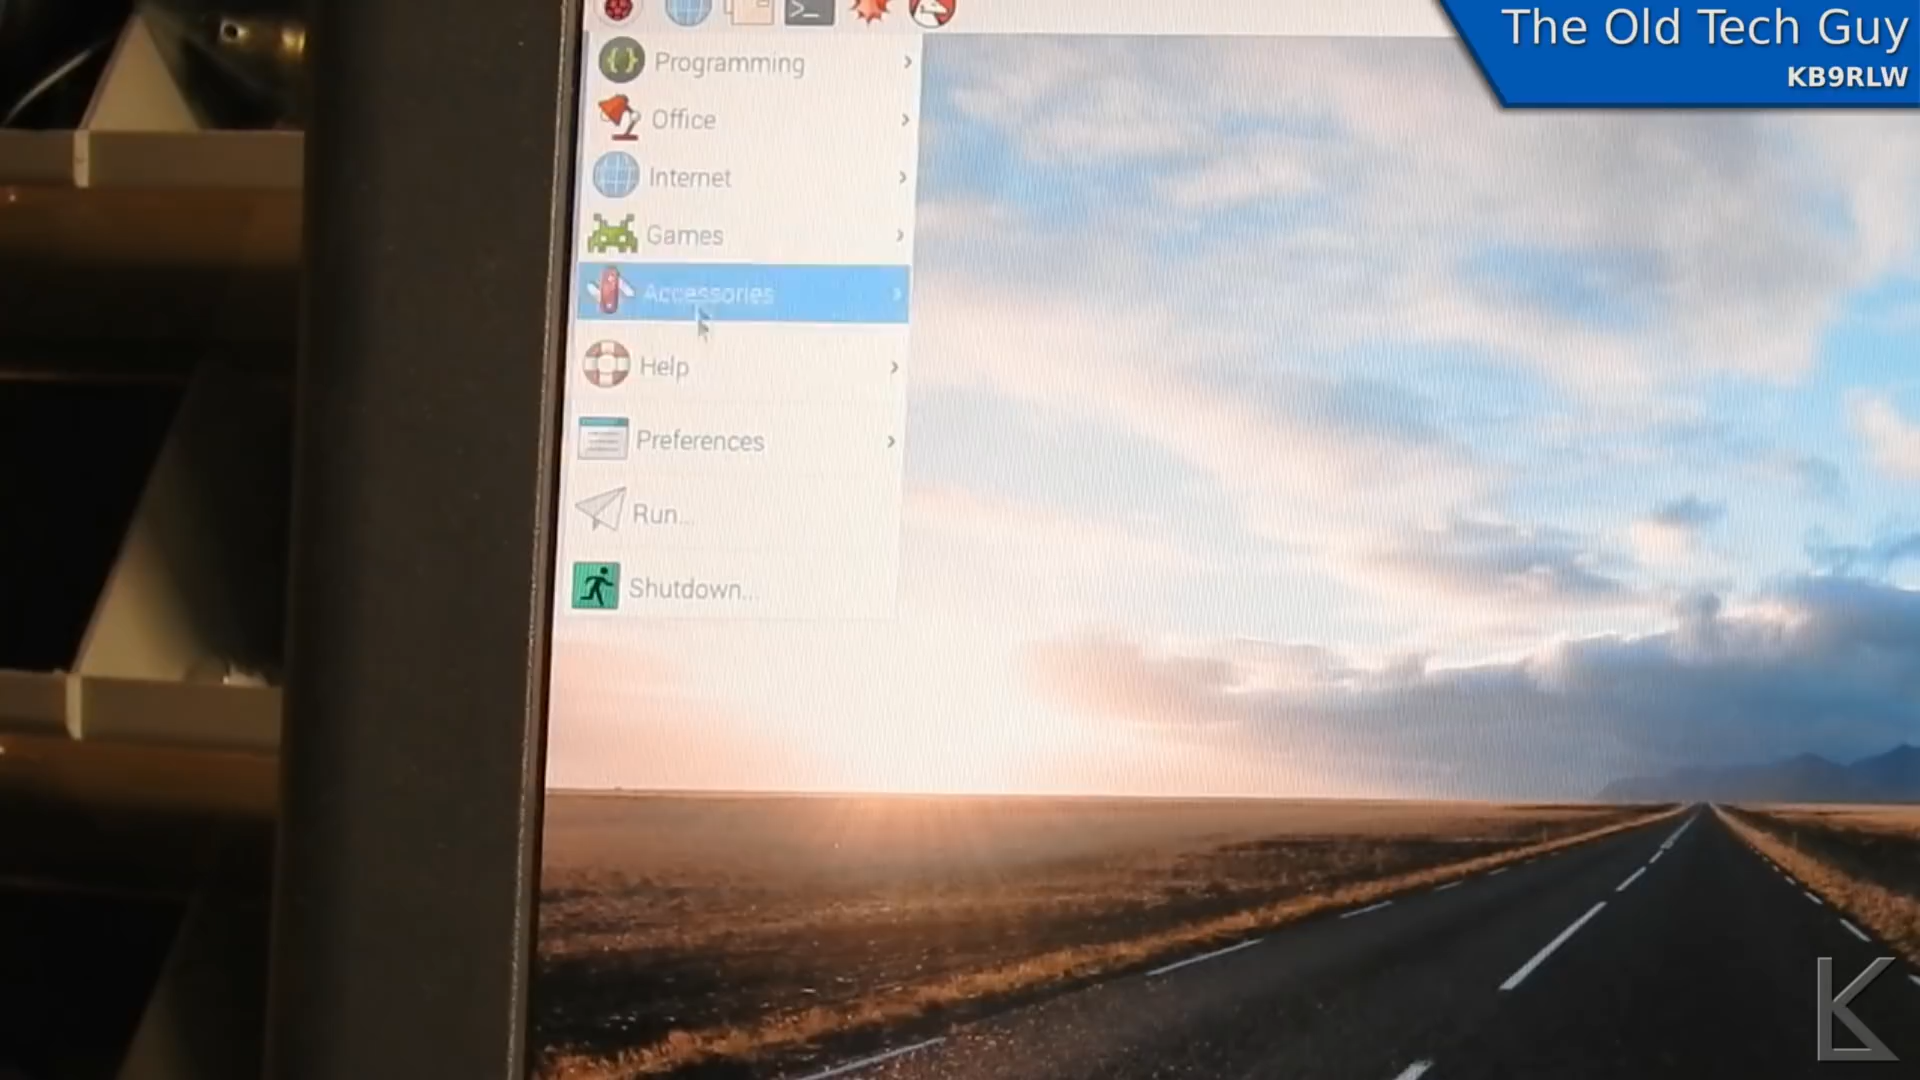 The Old Tech Guy
KB9RLW
>_
Programming
Office
Internet
Games
Accessories
Help
Preferences
Run...
Shutdown...
K